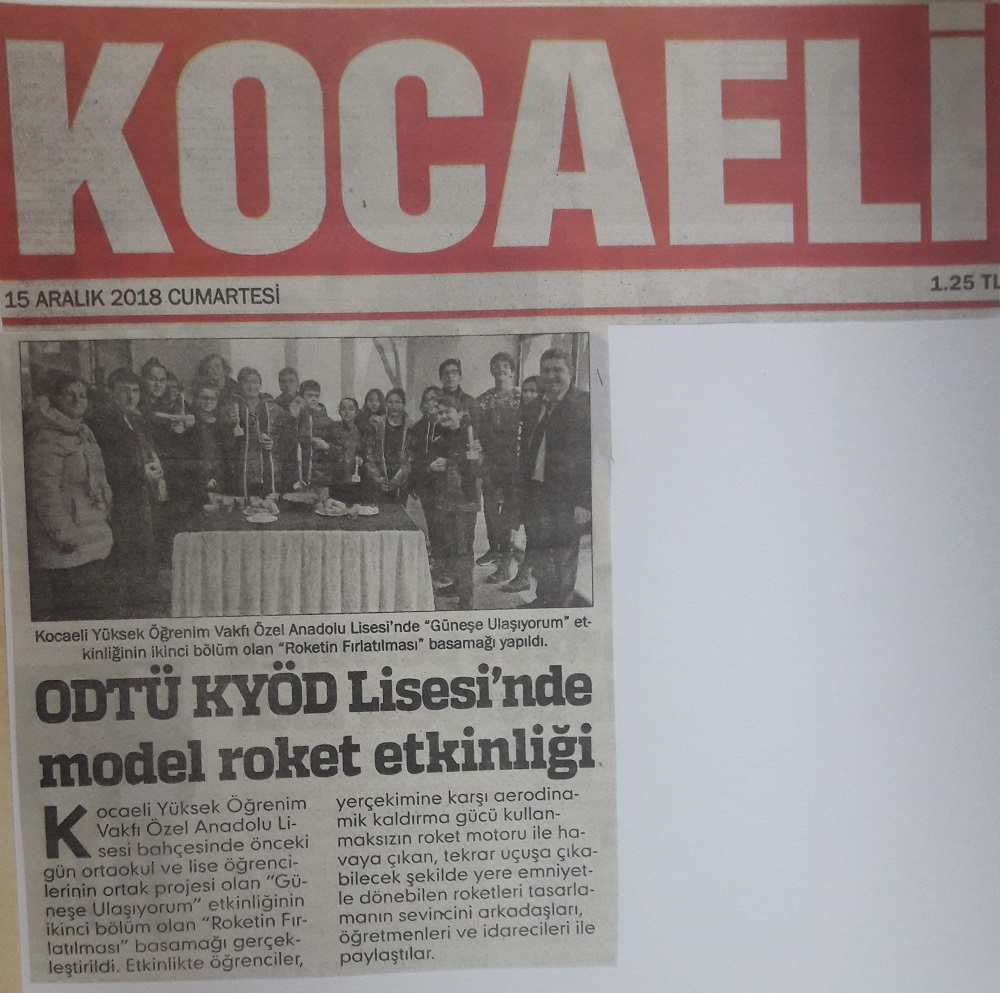 KOCAELİ
15 ARALIK 2018 CUMARTESİ
1.25 TL
Kocaeli Yüksek Öğrenim Vakfı Özel Anadolu Lisesi'nde “Güneşe Ulaşıyorum” et-
kinliğinin ikinci bölüm olan “Roketin Fırlatılması” basamağı yapıldı.
ODTÜ KYÖD Lisesi'nde
model roket etkinliği
Kocaeli Yüksek Öğrenim
Vakfı Özel Anadolu Li-
sesi bahçesinde önceki
gün ortaokul ve lise öğrenci-
lerinin ortak projesi olan “Gü-
neşe Ulaşıyorum” etkinliğinin
ikinci bölüm olan “Roketin Fır-
latılması” basamağı gerçek-
leştirildi. Etkinlikte öğrenciler,
yerçekimine karşı aerodina-
mik kaldırma gücü kullan-
maksızın roket motoru ile ha-
vaya çıkan, tekrar uçuşa çıka-
bilecek şekilde yere emniyet-
le dönebilen roketleri tasarla-
manın sevincini arkadaşları,
öğretmenleri ve idarecileri ile
paylaştılar.